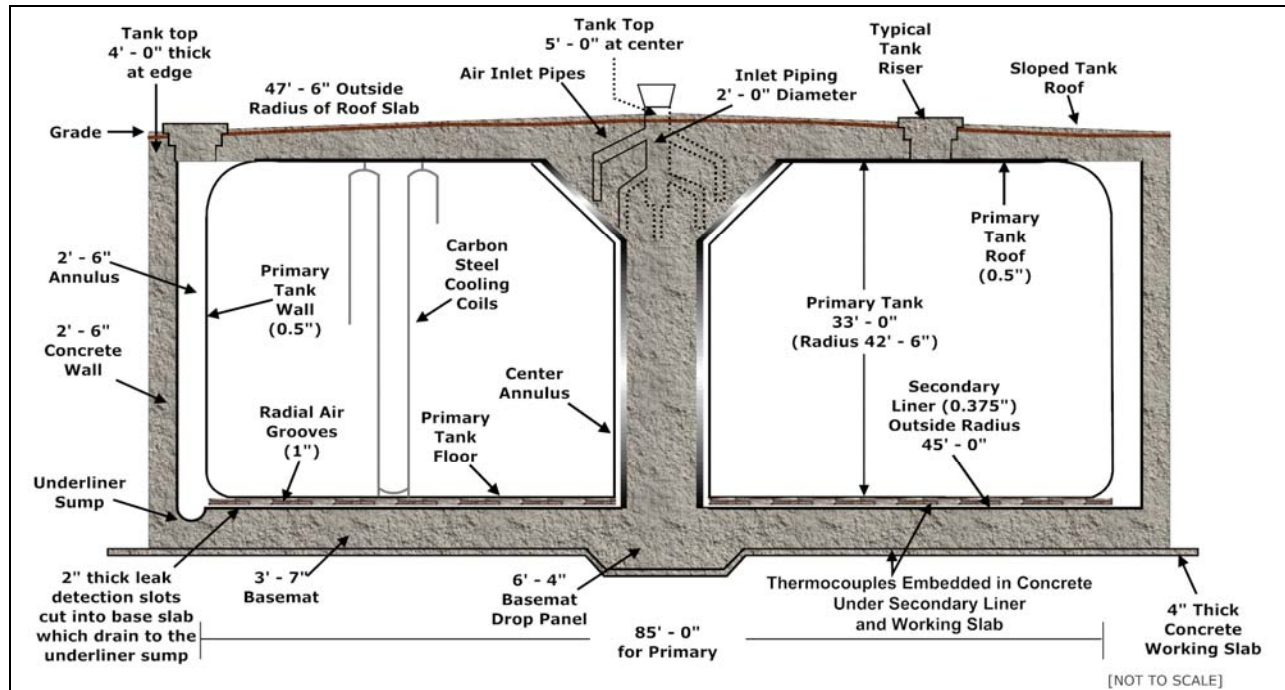 Tank top
4' - 0" thick
at edge
47' - 6" Outside
Radius of Roof Slab
Tank Top
5' - 0" at center
Air Inlet Pipes
Inlet Piping
2' - 0" Diameter
Typical
Tank
Riser
Sloped Tank
Roof
Grade
2' - 6"
Annulus
Primary
Tank
Wall
(0.5")
Carbon
Steel
Cooling
Coils
Primary
Tank
Roof
(0.5")
2' - 6"
Concrete
Wall
Primary Tank
33' - 0"
(Radius 42' - 6")
Center
Annulus
Radial Air
Grooves
(1")
Primary
Tank
Floor
Secondary
Liner (0.375")
Outside Radius
45' - 0"
Underliner
Sump
2" thick leak
detection slots
cut into base slab
which drain to the
underliner sump
3' - 7"
Basemat
6' - 4"
Basemat
Drop Panel
Thermocouples Embedded in Concrete
Under Secondary Liner
and Working Slab
4" Thick
Concrete
Working Slab
85' - 0"
for Primary
[NOT TO SCALE]